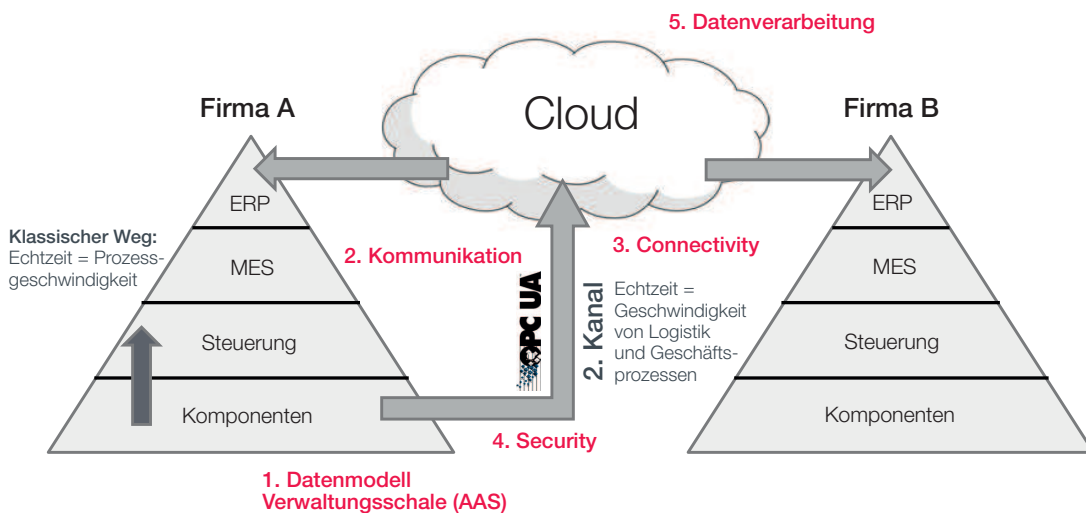 5. Datenverarbeitung
Firma A
Cloud
Firma B
ERP
ERP
Klassischer Weg:
Echtzeit = Prozess-
geschwindigkeit
MES
2. Kommunikation
3. Connectivity
MES
OPC UA
2. Kanal
Echtzeit =
Geschwindigkeit
von Logistik
und Geschäfts-
prozessen
Steuerung
Steuerung
Komponenten
Komponenten
4. Security
1. Datenmodell
Verwaltungsschale (AAS)